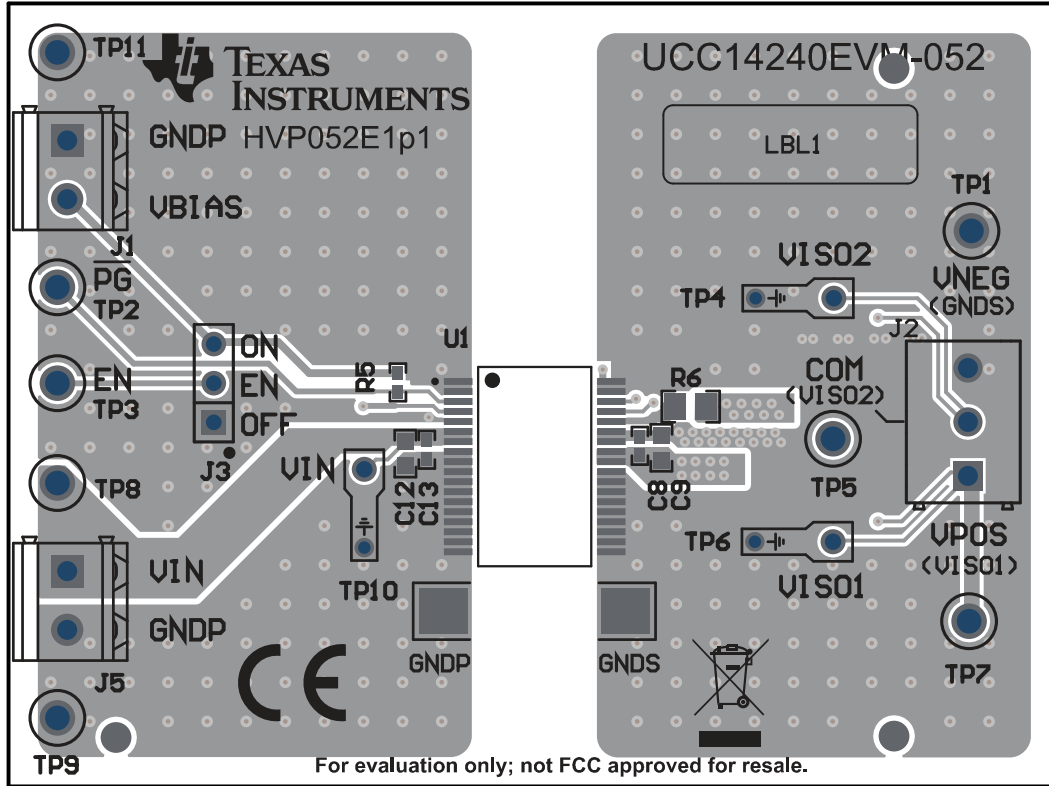 TP11
TEXAS
INSTRUMENTS
HVP052E1p1
GNDP
VBIAS
J1
PG
TP2
EN
TP3
ON
EN
OFF
J3
TP8
VIN
GNDP
J5
TP9
R5
U1
VIN
C12
C13
TP10
GNDP
UCC14240EVM-052
LBL1
TP1
VNEG
(GNDS)
VISO2
TP4
J2
R6
COM
(VISO2)
TP5
C8
C9
TP6
VISO1
VPOS
(VISO1)
TP7
GNDS
CE
For evaluation only; not FCC approved for resale.